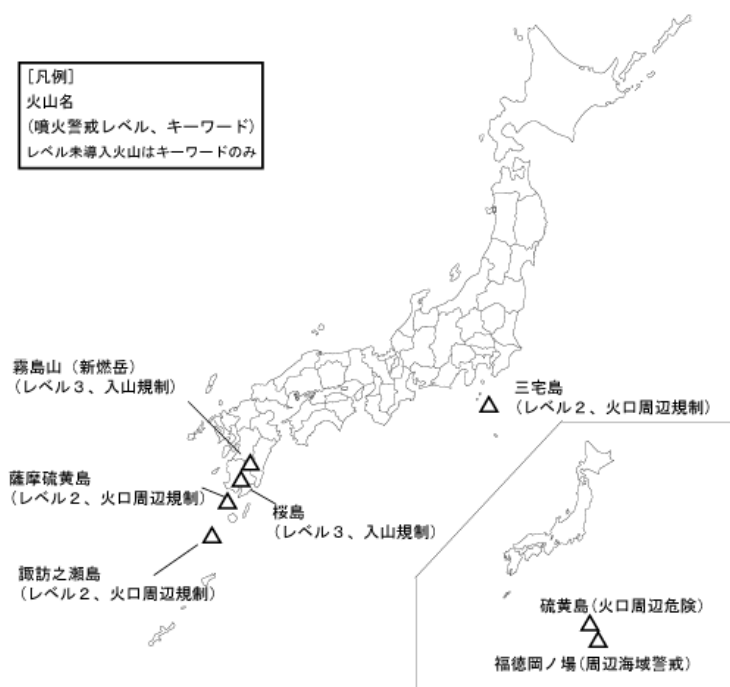 [凡例]
火山名
(噴火警戒レベル、キーワード)
レベル未導入火山はキーワードのみ
霧島山（新燃岳）
(レベル３、入山規制)
三宅島
(レベル２、火口周辺規制)
薩摩硫黄島
(レベル２、火口周辺規制)
桜島
(レベル３、入山規制)
諏訪之瀬島
(レベル２、火口周辺規制)
硫黄島(火口周辺危険)
福徳岡ノ場(周辺海域警戒)